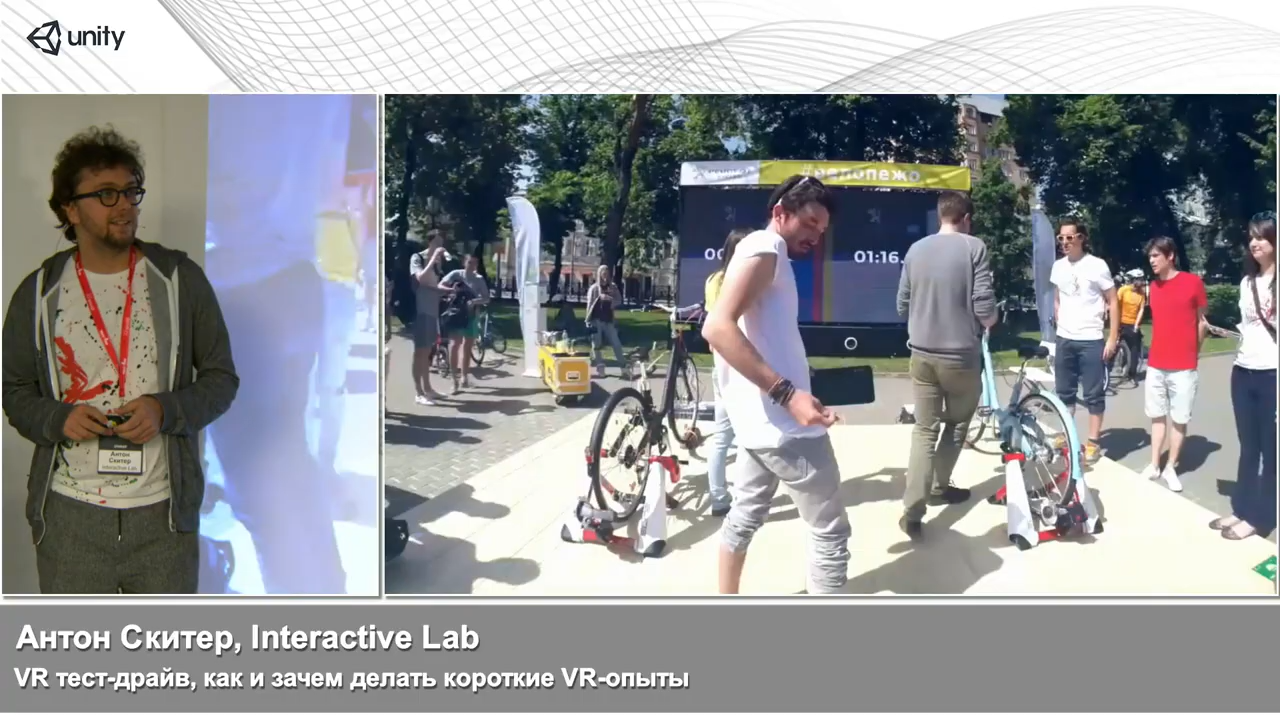 unity
#велопежо
01:16.
Антон
Скитер
Interactive Lab
Антон Скитер, Interactive Lab
VR тест-драйв, как и зачем делать короткие VR-опыты